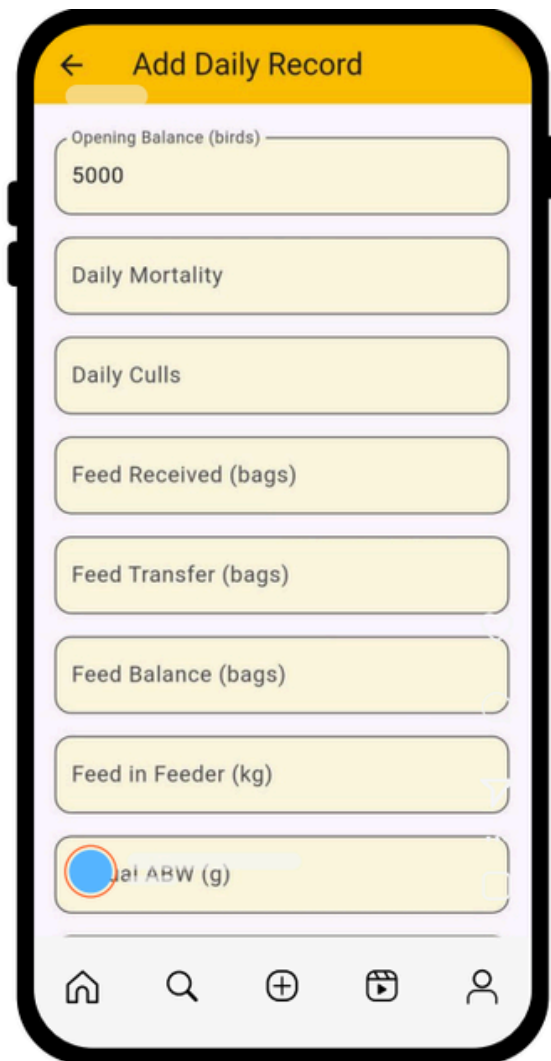 Add Daily Record
Opening Balance (birds)
5000
Daily Mortality
Daily Culls
Feed Received (bags)
Feed Transfer (bags)
Feed Balance (bags)
Feed in Feeder (kg)
ABW (g)